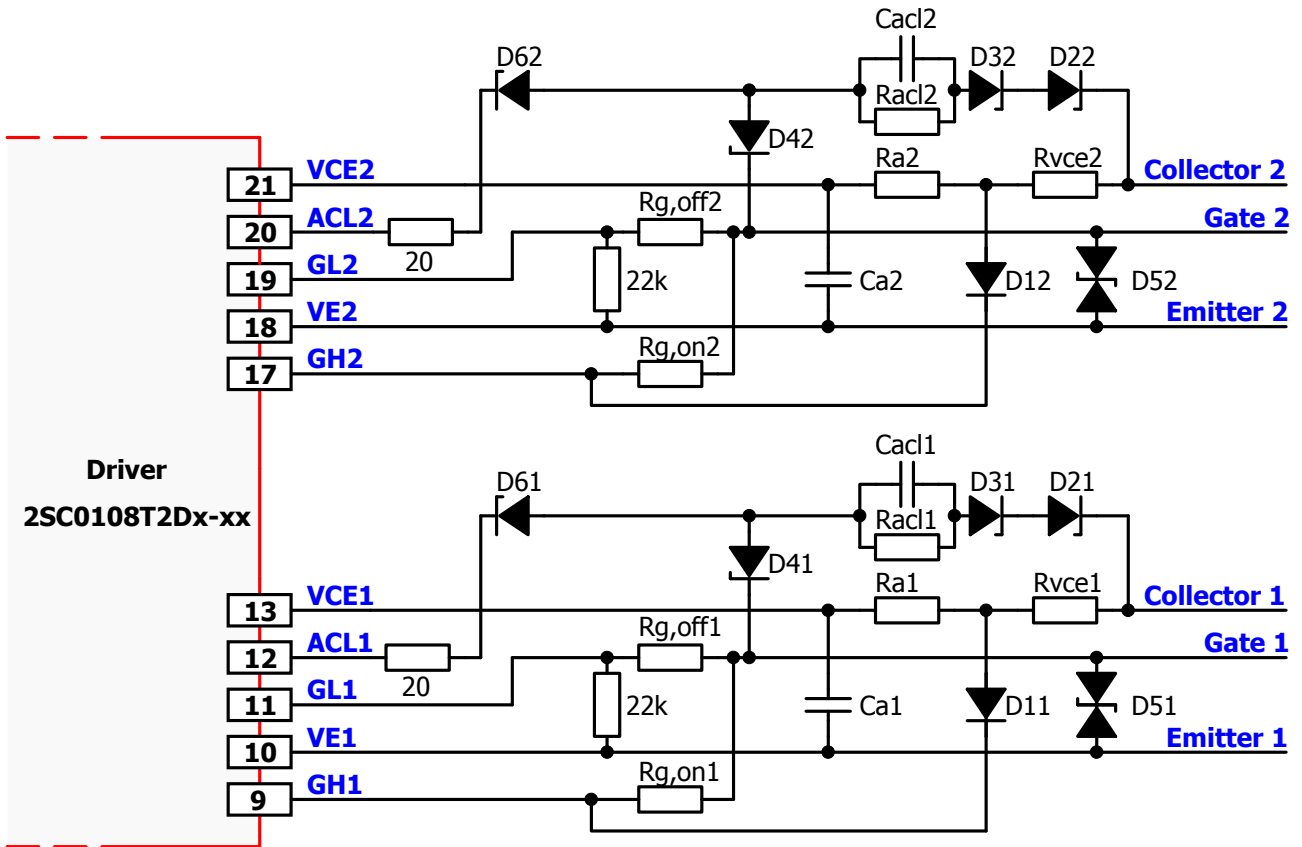 Cacl2
D62
D32
D22
Racl2
D42
21
VCE2
Ra2
Rvce2
Collector 2
20
ACL2
Rg,off2
Gate 2
20
19
GL2
22k
Ca2
D12
D52
18
VE2
Emitter 2
17
GH2
Rg,on2
Driver
2SC0108T2Dx-xx
Cacl1
D61
D31
D21
Racl1
D41
13
VCE1
Ra1
Rvce1
Collector 1
12
ACL1
Rg,off1
Gate 1
20
11
GL1
22k
Ca1
D11
D51
10
VE1
Emitter 1
9
GH1
Rg,on1